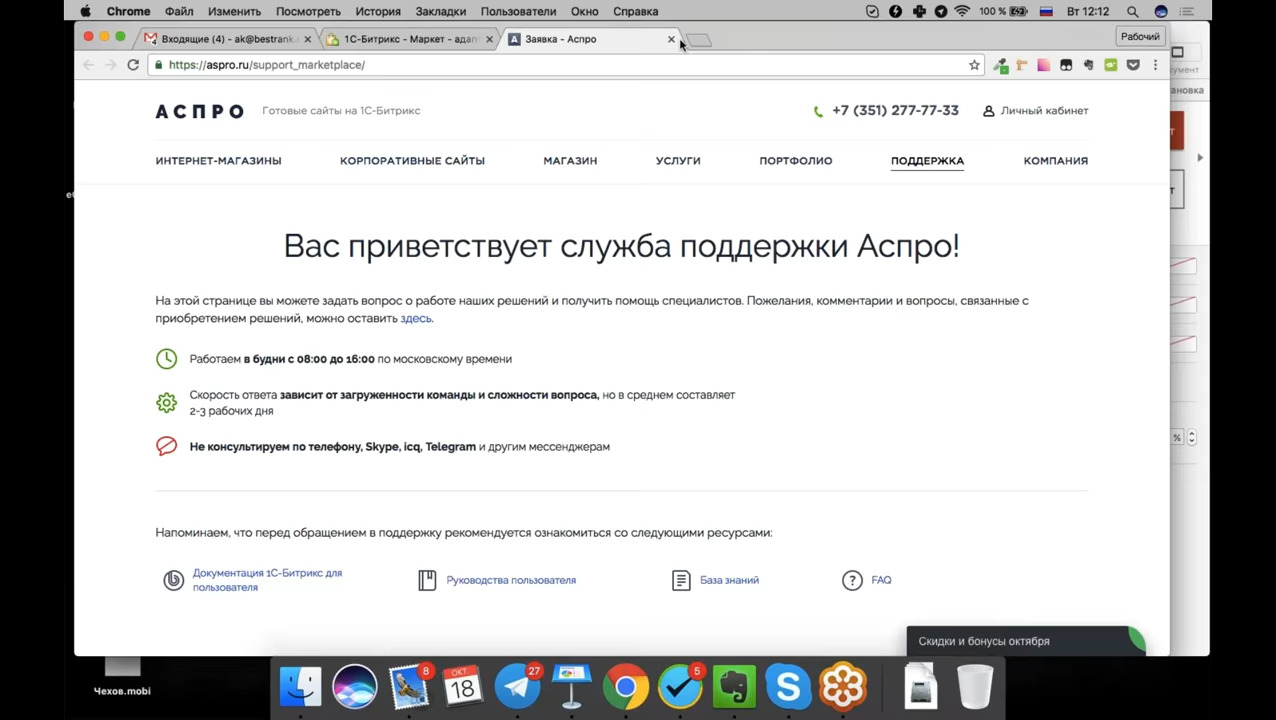 Chrome Файл Изменить Посмотреть История Закладки Пользователи Окно Справка 100 % Вт 12:12
Входящие (4) - ak@bestrank. 1С-Битрикс - Маркет - адап Заявка - Аспро Рабочий
https://aspro.ru/support_marketplace/
АСПРО Готовые сайты на 1С-Битрикс +7 (351) 277-77-33 Личный кабинет
ИНТЕРНЕТ-МАГАЗИНЫ КОРПОРАТИВНЫЕ САЙТЫ МАГАЗИН УСЛУГИ ПОРТФОЛИО ПОДДЕРЖКА КОМПАНИЯ
Вас приветствует служба поддержки Аспро!
На этой странице вы можете задать вопрос о работе наших решений и получить помощь специалистов. Пожелания, комментарии и вопросы, связанные с
приобретением решений, можно оставить здесь.
Работаем в будни с 08:00 до 16:00 по московскому времени
Скорость ответа зависит от загруженности команды и сложности вопроса, но в среднем составляет
2-3 рабочих дня
Не консультируем по телефону, Skype, icq, Telegram и другим мессенджерам
Напоминаем, что перед обращением в поддержку рекомендуется ознакомиться со следующими ресурсами:
Документация 1С-Битрикс для
пользователя
Руководства пользователя
База знаний
FAQ
Скидки и бонусы октября
%
8 ОКТ 18 27 5
Чехов.mobi